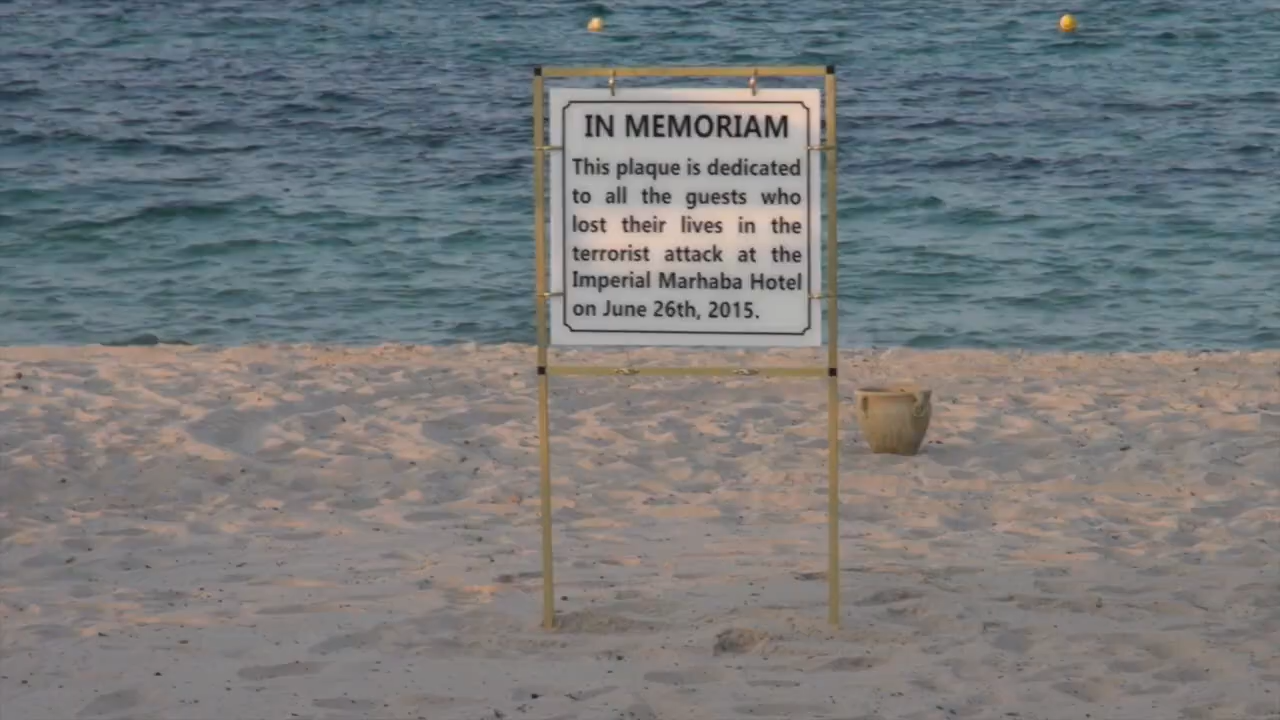 IN MEMORIAM
This plaque is dedicated
to all the guests who
lost their lives in the
terrorist attack at the
Imperial Marhaba Hotel
on June 26th, 2015.